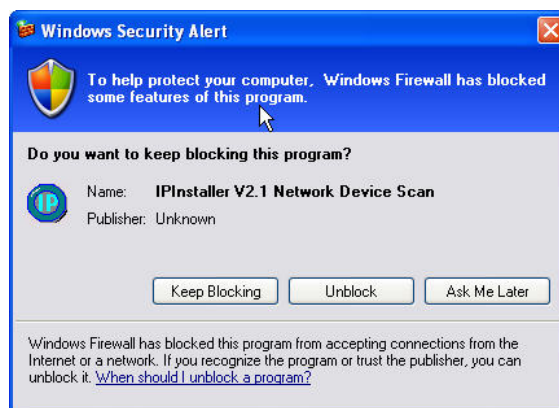 Windows Security Alert
To help protect your computer, Windows Firewall has blocked
some features of this program.
Do you want to keep blocking this program?
IP
Name: IPInstaller V2.1 Network Device Scan
Publisher: Unknown
Keep Blocking Unblock Ask Me Later
Windows Firewall has blocked this program from accepting connections from the
Internet or a network. If you recognize the program or trust the publisher, you can
unblock it. When should I unblock a program?